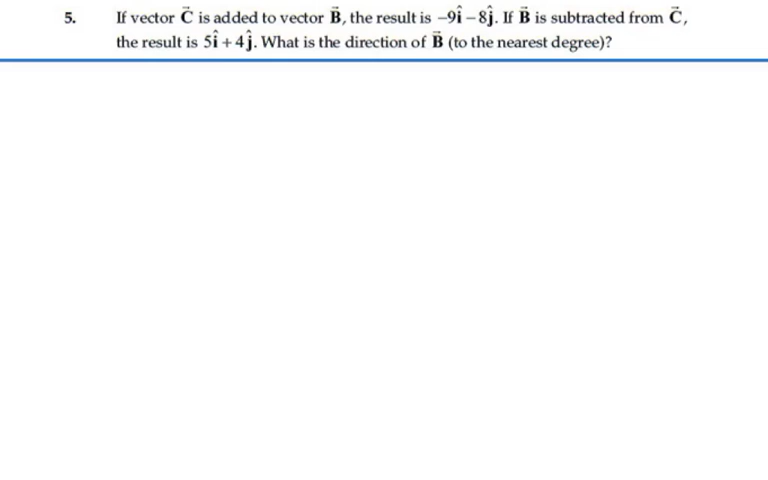 5. If vector C⃗ is added to vector B⃗, the result is –9î – 8ĵ. If B⃗ is subtracted from C⃗,
the result is 5î + 4ĵ. What is the direction of B⃗ (to the nearest degree)?